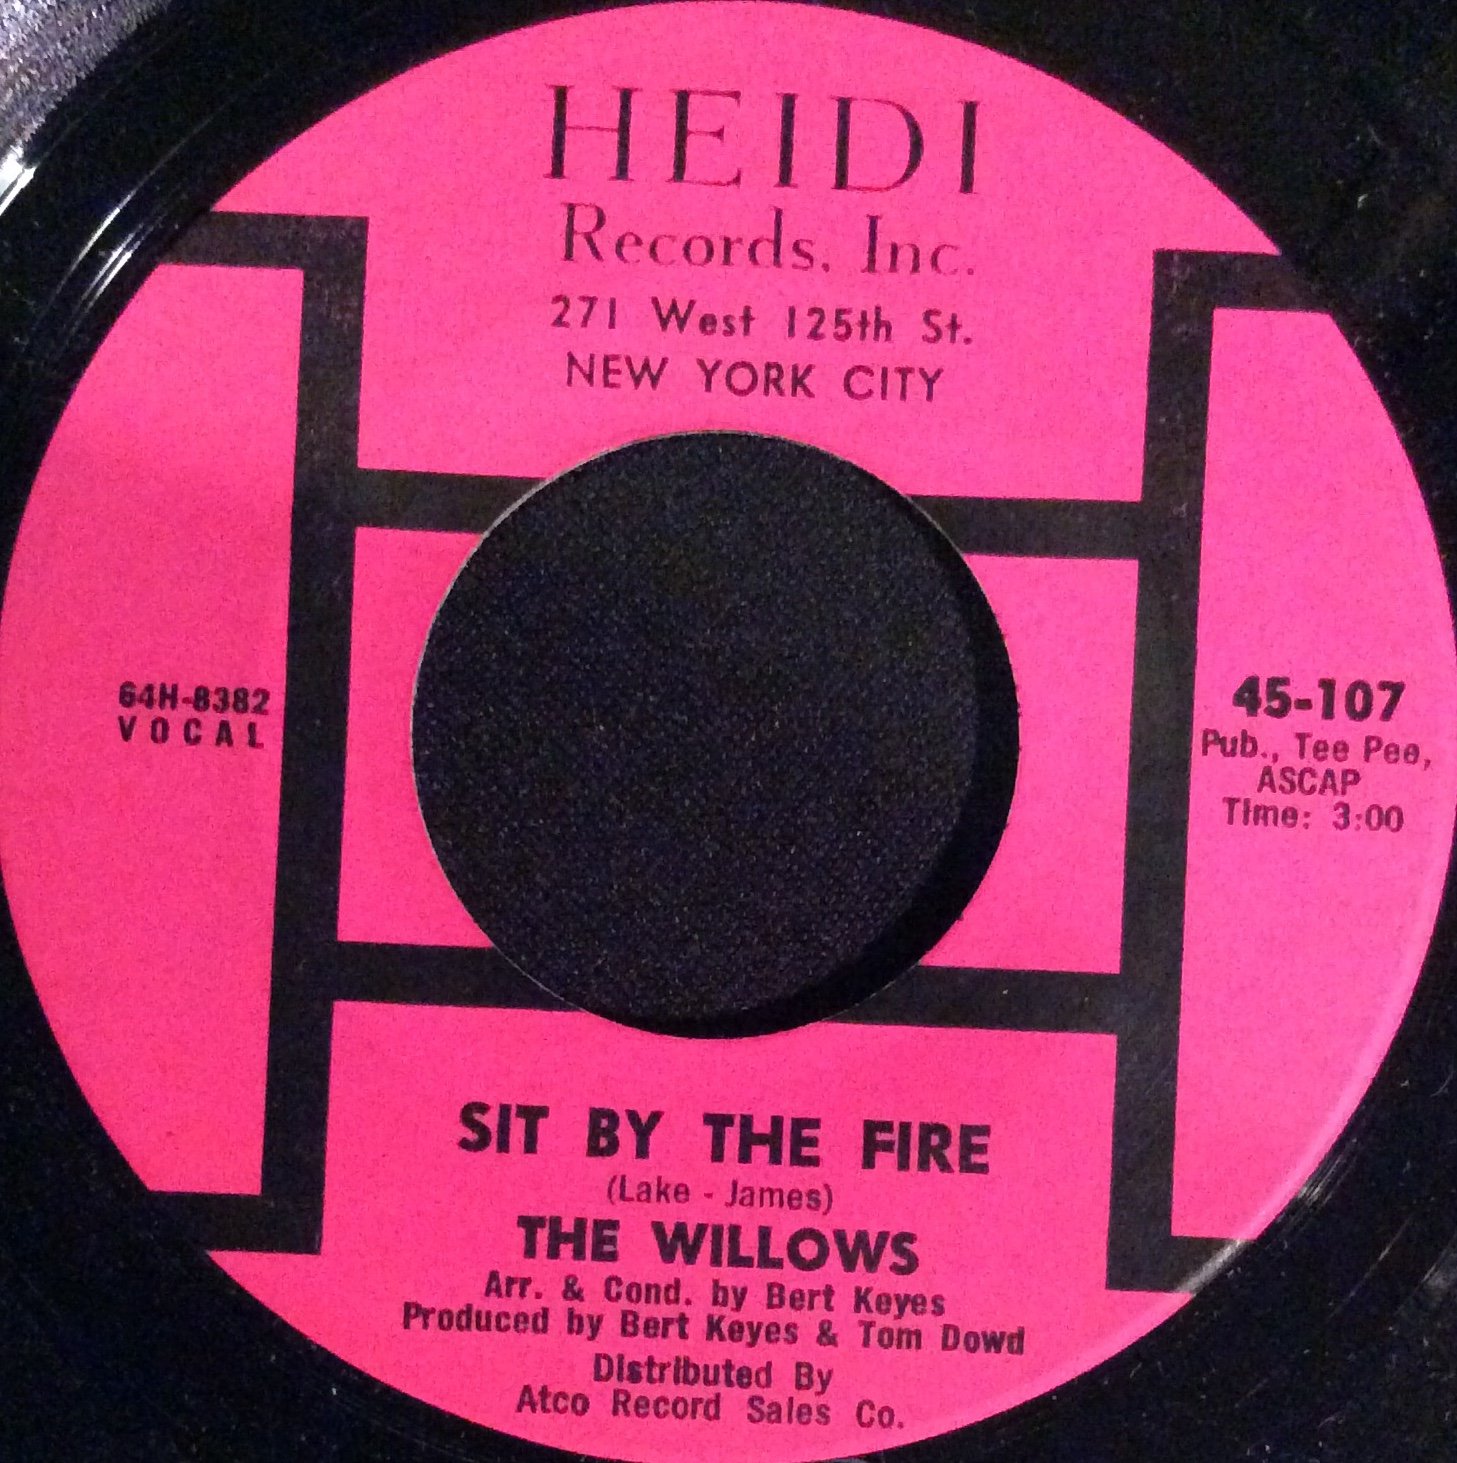 HEIDI
Records, Inc.
271 West 125th St.
NEW YORK CITY
64H-8382
VOCAL
45-107
Pub., Tee Pee,
ASCAP
Time: 3:00
SIT BY THE FIRE
(Lake - James)
THE WILLOWS
Arr. & Cond. by Bert Keyes
Produced by Bert Keyes & Tom Dowd
Distributed By
Atco Record Sales Co.